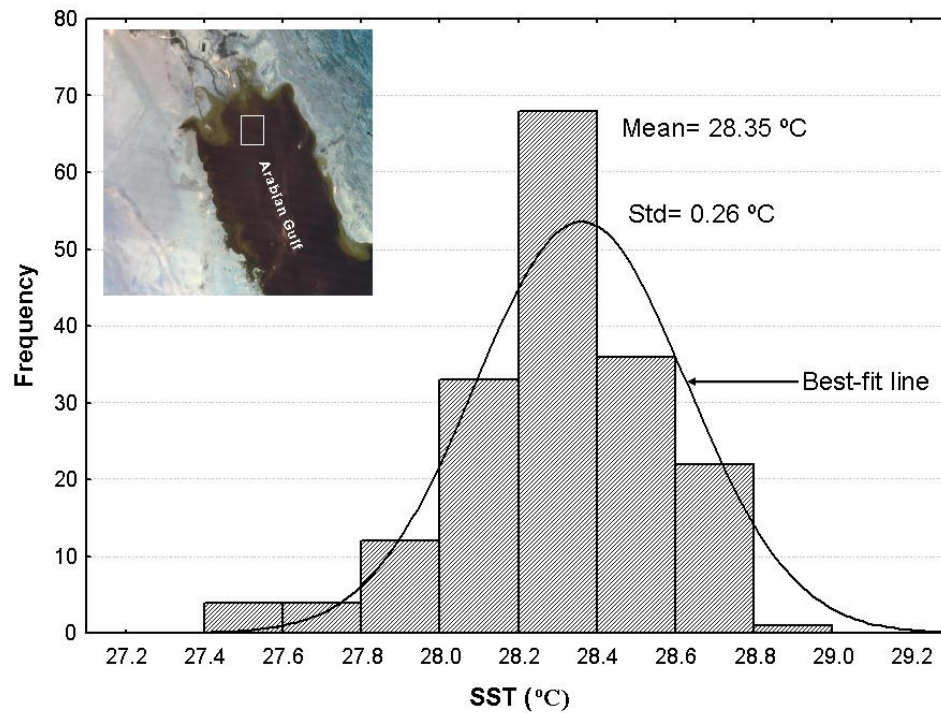 80
70
60
50
40
30
20
10
0
Frequency
Arabian Gulf
Mean= 28.35 ºC
Std= 0.26 ºC
Best-fit line
27.2 27.4 27.6 27.8 28.0 28.2 28.4 28.6 28.8 29.0 29.2
SST (ºC)